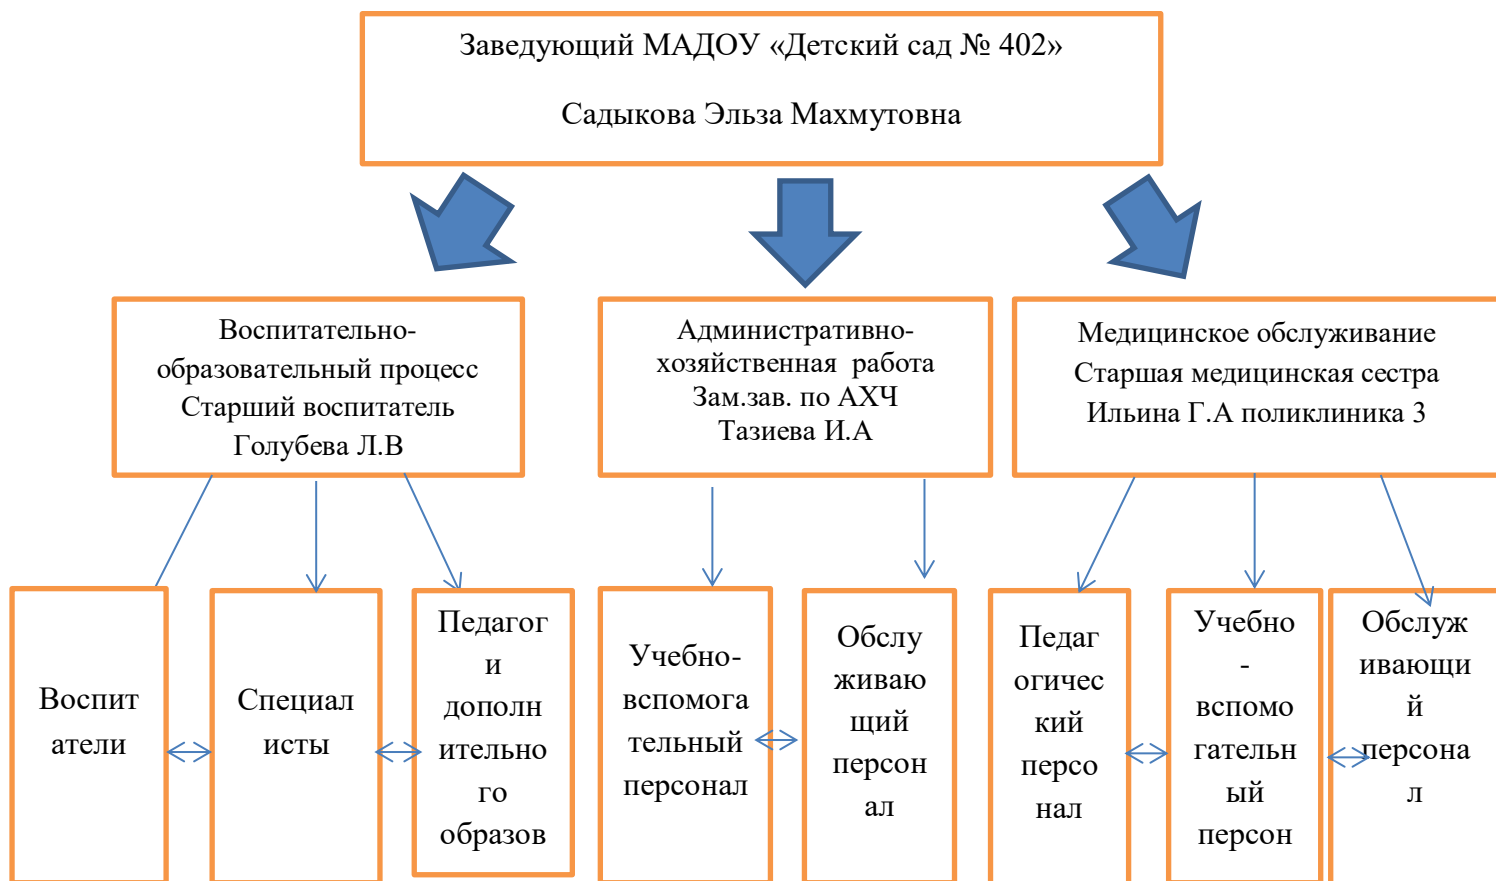 Заведующий МАДОУ «Детский сад № 402»
Садыкова Эльза Махмутовна
Воспитательно-
образовательный процесс
Старший воспитатель
Голубева Л.В
Административно-
хозяйственная работа
Зам.зав. по АХЧ
Тазиева И.А
Медицинское обслуживание
Старшая медицинская сестра
Ильина Г.А поликлиника 3
Воспит
атели
Специал
исты
Педагог
и
дополн
ительно
го
образов
Учебно-
вспомога
тельный
персонал
Обслу
живаю
щий
персон
ал
Педаг
огичес
кий
персо
нал
Учебно
-
вспомо
гательн
ый
персон
Обслуж
ивающи
й
персона
л